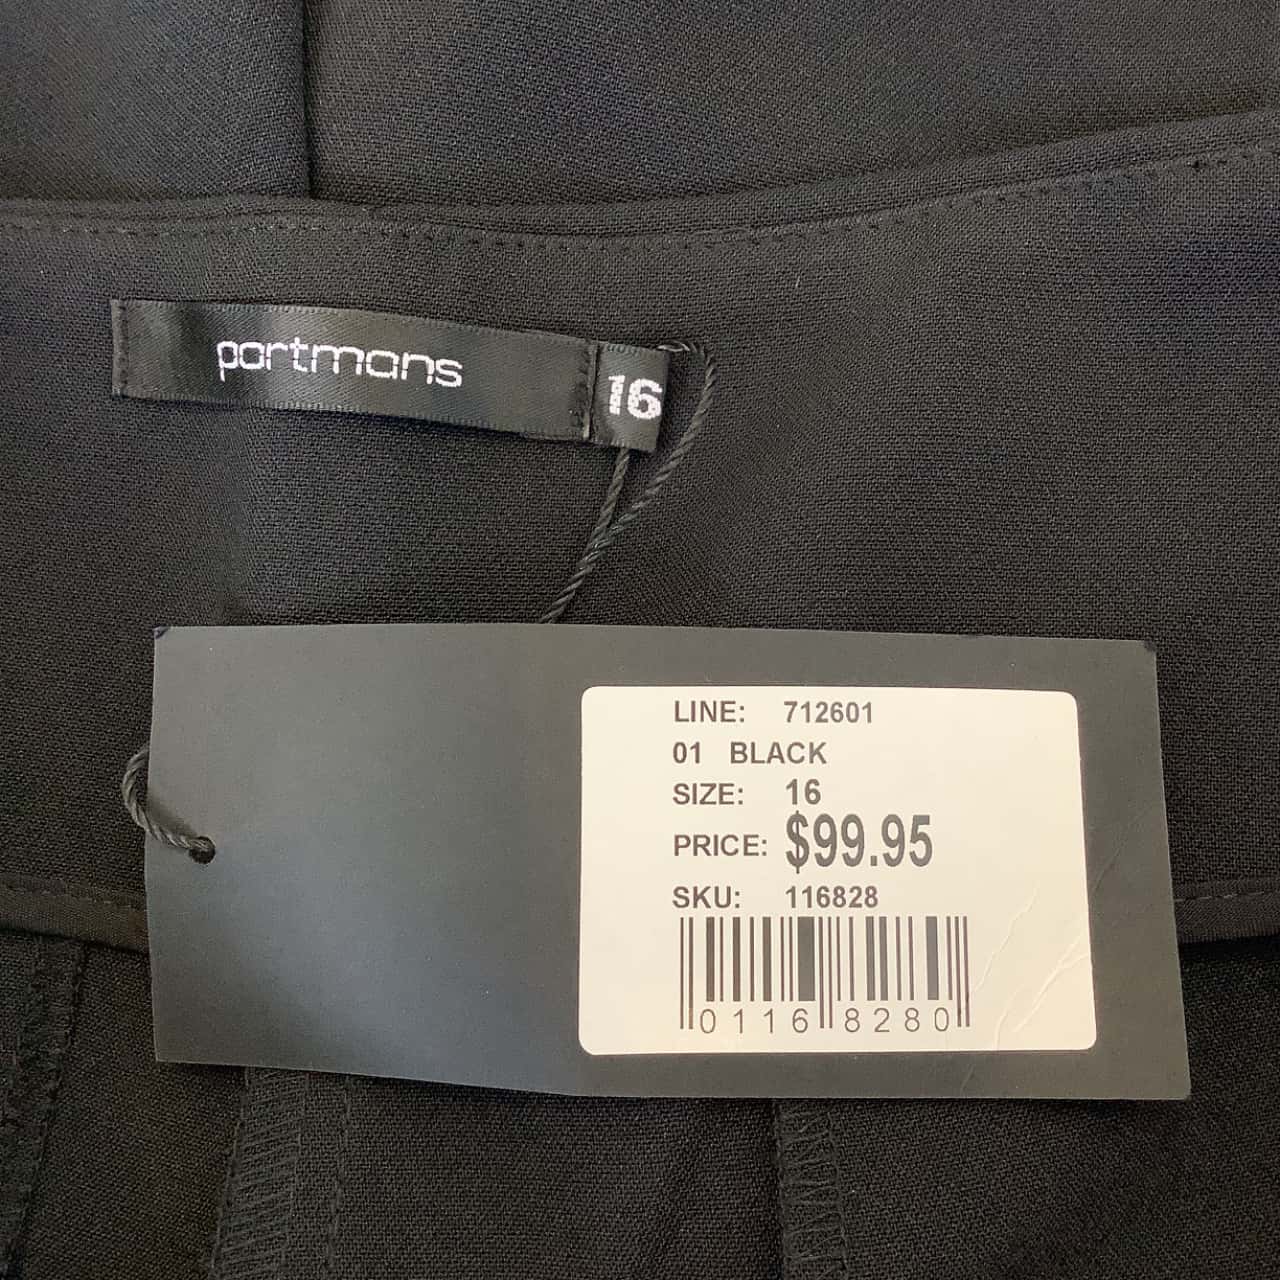 portmans
16
LINE: 712601
01 BLACK
SIZE: 16
PRICE: $99.95
SKU: 116828
0116 8280